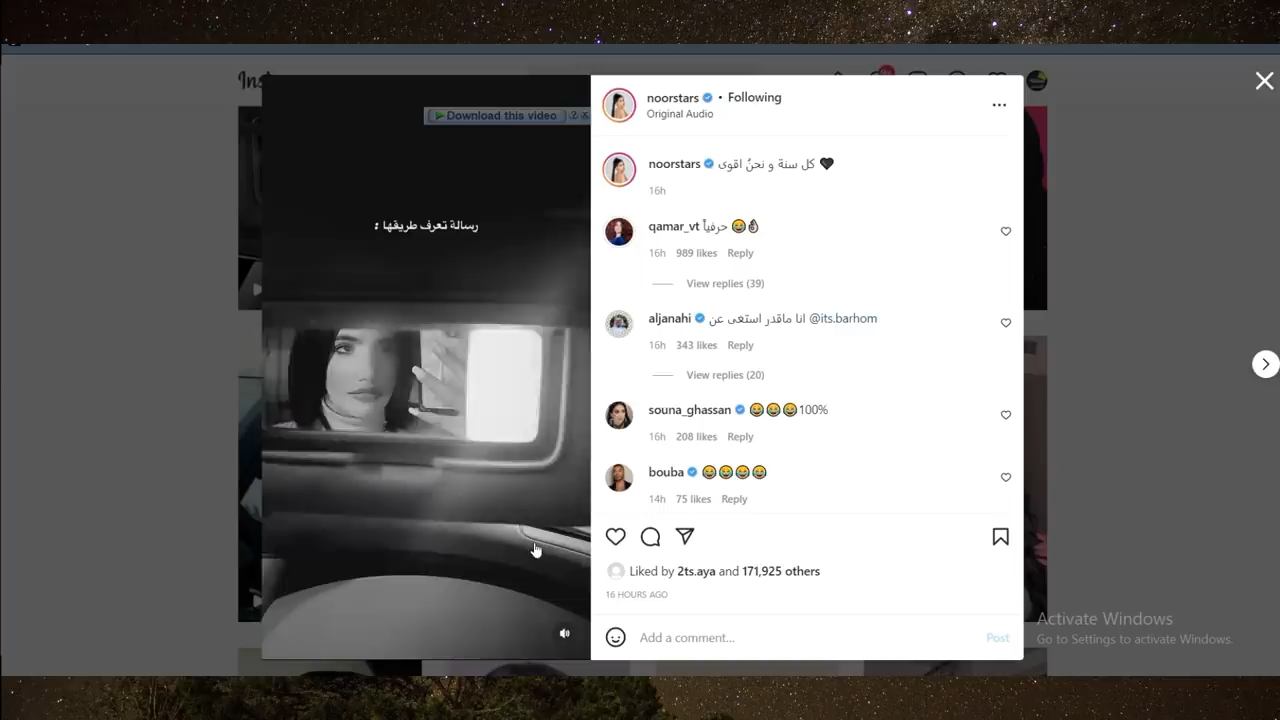 Download this video
رسالة تعرف طريقها :
noorstars • Following
Original Audio
noorstars كل سنة و نحنُ اقوى 🖤
16h
qamar_vt حرفياً 😂👌🏿
16h 989 likes Reply
View replies (39)
aljanahi انا ماقدر استغى عن @its.barhom
16h 343 likes Reply
View replies (20)
souna_ghassan 😂😂😂100%
16h 208 likes Reply
bouba 😂😂😂😂
14h 75 likes Reply
Liked by 2ts.aya and 171,925 others
16 HOURS AGO
Add a comment... Post
Activate Windows
Go to Settings to activate Windows.